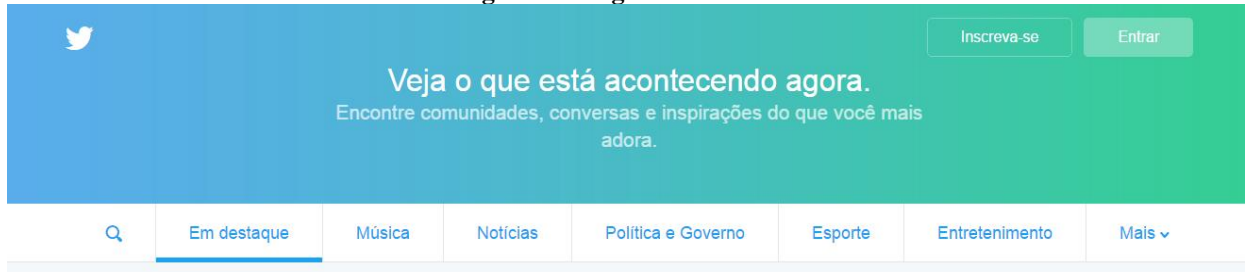 Inscreva-se Entrar
Veja o que está acontecendo agora.
Encontre comunidades, conversas e inspirações do que você mais
adora.
Em destaque Música Notícias Política e Governo Esporte Entretenimento Mais